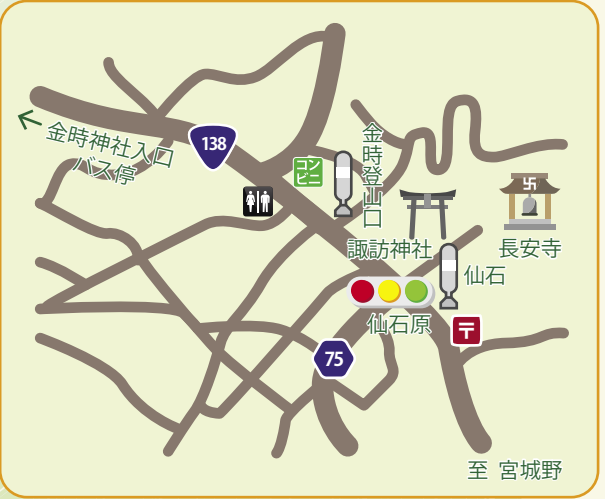 138
金時神社入口
バス停
コン
ビニ
金時登山口
卍
諏訪神社
長安寺
仙石
仙石原
〒
75
至 宮城野